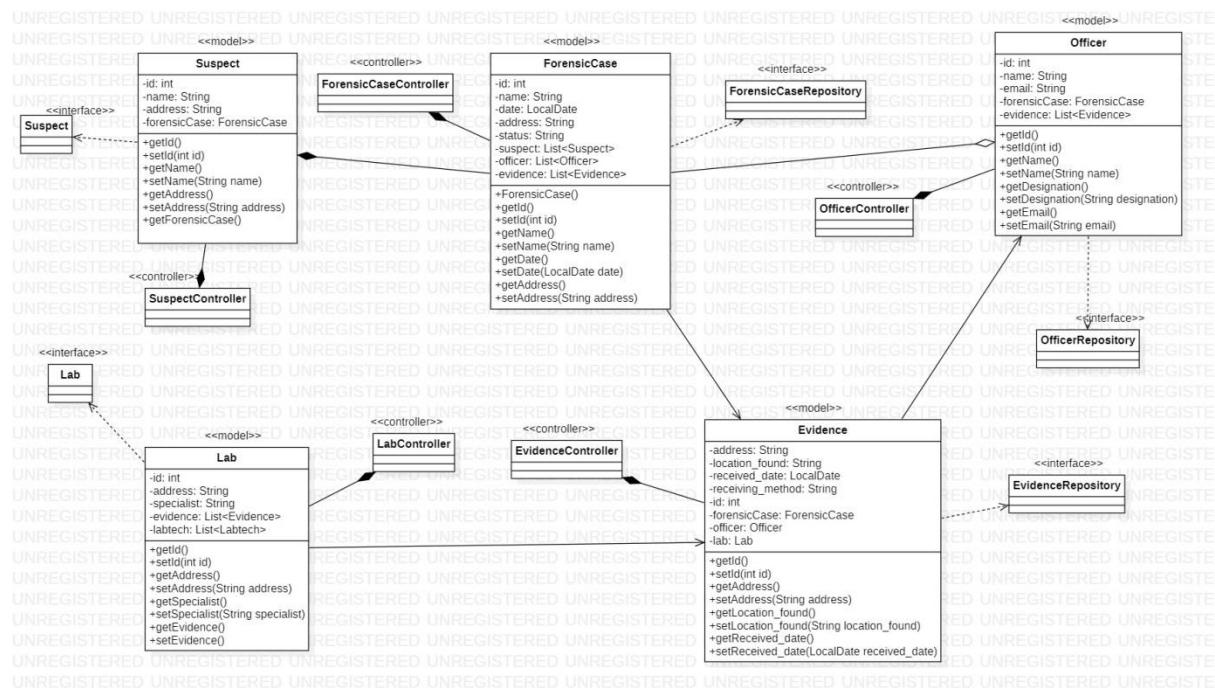 <<model>>
Suspect
-id: int
-name: String
-address: String
-forensicCase: ForensicCase
+getId()
+setId(int id)
+getName()
+setName(String name)
+getAddress()
+setAddress(String address)
+getForensicCase()
<<interface>>
Suspect
<<controller>>
SuspectController
<<controller>>
ForensicCaseController
<<model>>
ForensicCase
-id: int
-name: String
-date: LocalDate
-address: String
-status: String
-suspect: List<Suspect>
-officer: List<Officer>
-evidence: List<Evidence>
+ForensicCase()
+getId()
+setId(int id)
+getName()
+setName(String name)
+getDate()
+setDate(LocalDate date)
+getAddress()
+setAddress(String address)
<<interface>>
ForensicCaseRepository
<<model>>
Officer
-id: int
-name: String
-email: String
-forensicCase: ForensicCase
-evidence: List<Evidence>
+getId()
+setId(int id)
+getName()
+setName(String name)
+getDesignation()
+setDesignation(String designation)
+getEmail()
+setEmail(String email)
<<controller>>
OfficerController
<<interface>>
OfficerRepository
<<interface>>
Lab
<<model>>
Lab
-id: int
-address: String
-specialist: String
-evidence: List<Evidence>
-labtech: List<Labtech>
+getId()
+setId(int id)
+getAddress()
+setAddress(String address)
+getSpecialist()
+setSpecialist(String specialist)
+getEvidence()
+setEvidence()
<<controller>>
LabController
<<controller>>
EvidenceController
<<model>>
Evidence
-address: String
-location_found: String
-received_date: LocalDate
-receiving_method: String
-id: int
-forensicCase: ForensicCase
-officer: Officer
-lab: Lab
+getId()
+setId(int id)
+getAddress()
+setAddress(String address)
+getLocation_found()
+setLocation_found(String location_found)
+getReceived_date()
+setReceived_date(LocalDate received_date)
<<interface>>
EvidenceRepository
UNREGISTERED